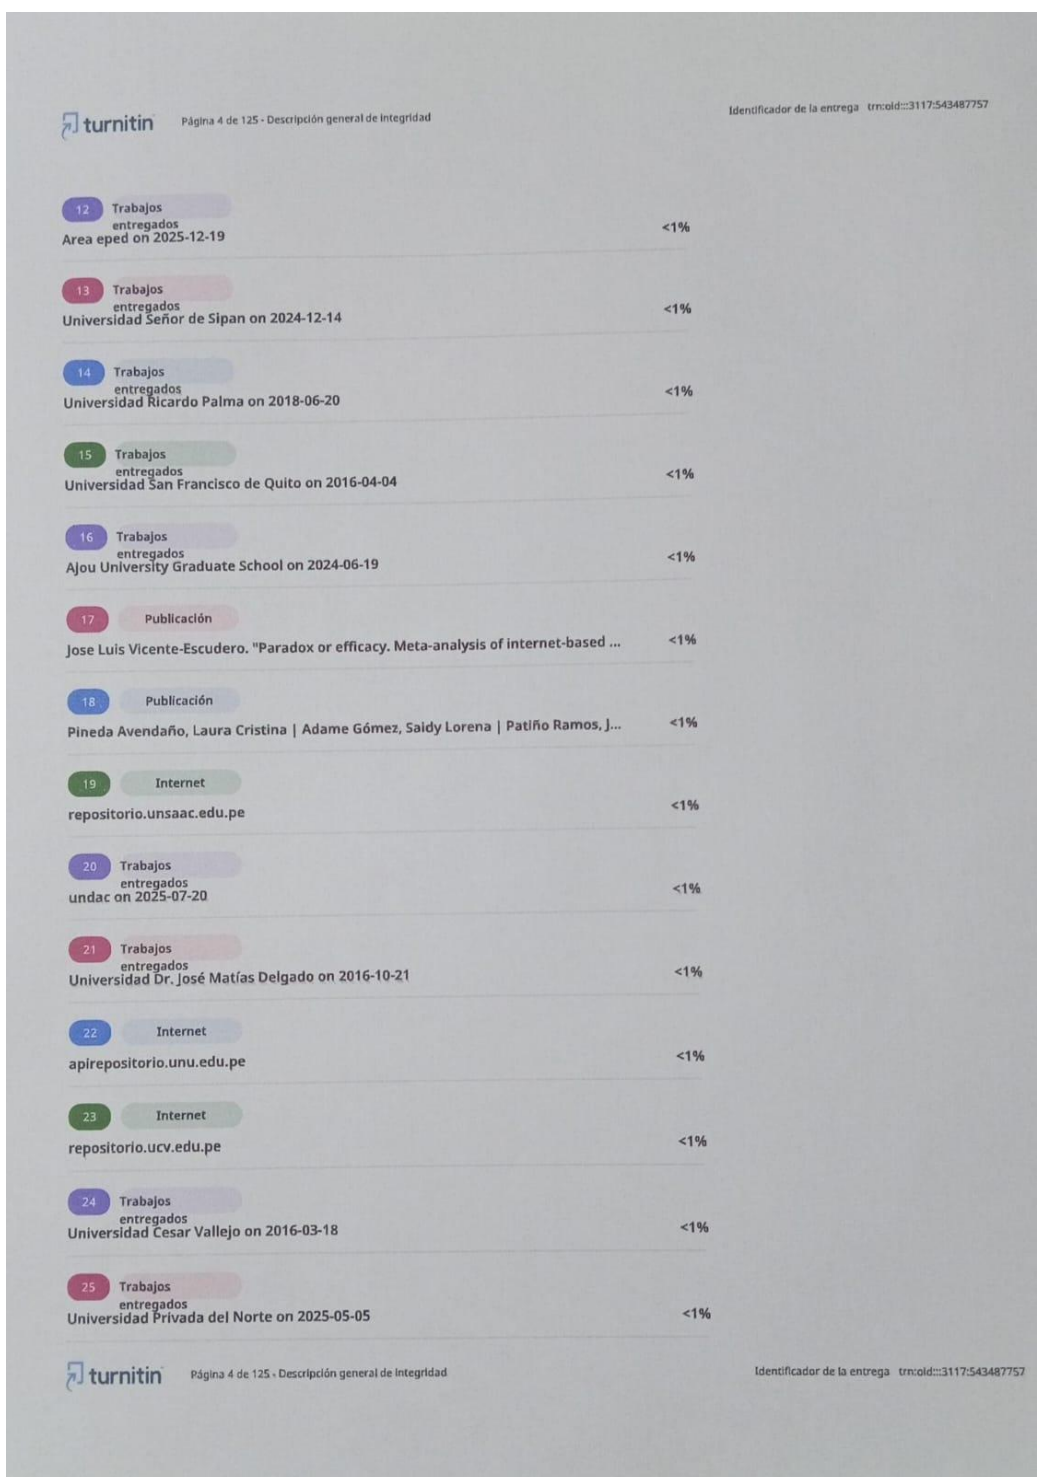 turnitin Página 4 de 125 - Descripción general de integridad Identificador de la entrega trn:oid:::3117:543487757
12 Trabajos
entregados
Area eped on 2025-12-19 <1%
13 Trabajos
entregados
Universidad Señor de Sipan on 2024-12-14 <1%
14 Trabajos
entregados
Universidad Ricardo Palma on 2018-06-20 <1%
15 Trabajos
entregados
Universidad San Francisco de Quito on 2016-04-04 <1%
16 Trabajos
entregados
Ajou University Graduate School on 2024-06-19 <1%
17 Publicación
Jose Luis Vicente-Escudero. "Paradox or efficacy. Meta-analysis of internet-based ... <1%
18 Publicación
Pineda Avendaño, Laura Cristina | Adame Gómez, Saidy Lorena | Patiño Ramos, J... <1%
19 Internet
repositorio.unsaac.edu.pe <1%
20 Trabajos
entregados
undac on 2025-07-20 <1%
21 Trabajos
entregados
Universidad Dr. José Matías Delgado on 2016-10-21 <1%
22 Internet
apirepositorio.unu.edu.pe <1%
23 Internet
repositorio.ucv.edu.pe <1%
24 Trabajos
entregados
Universidad Cesar Vallejo on 2016-03-18 <1%
25 Trabajos
entregados
Universidad Privada del Norte on 2025-05-05 <1%
turnitin Página 4 de 125 - Descripción general de integridad Identificador de la entrega trn:oid:::3117:543487757